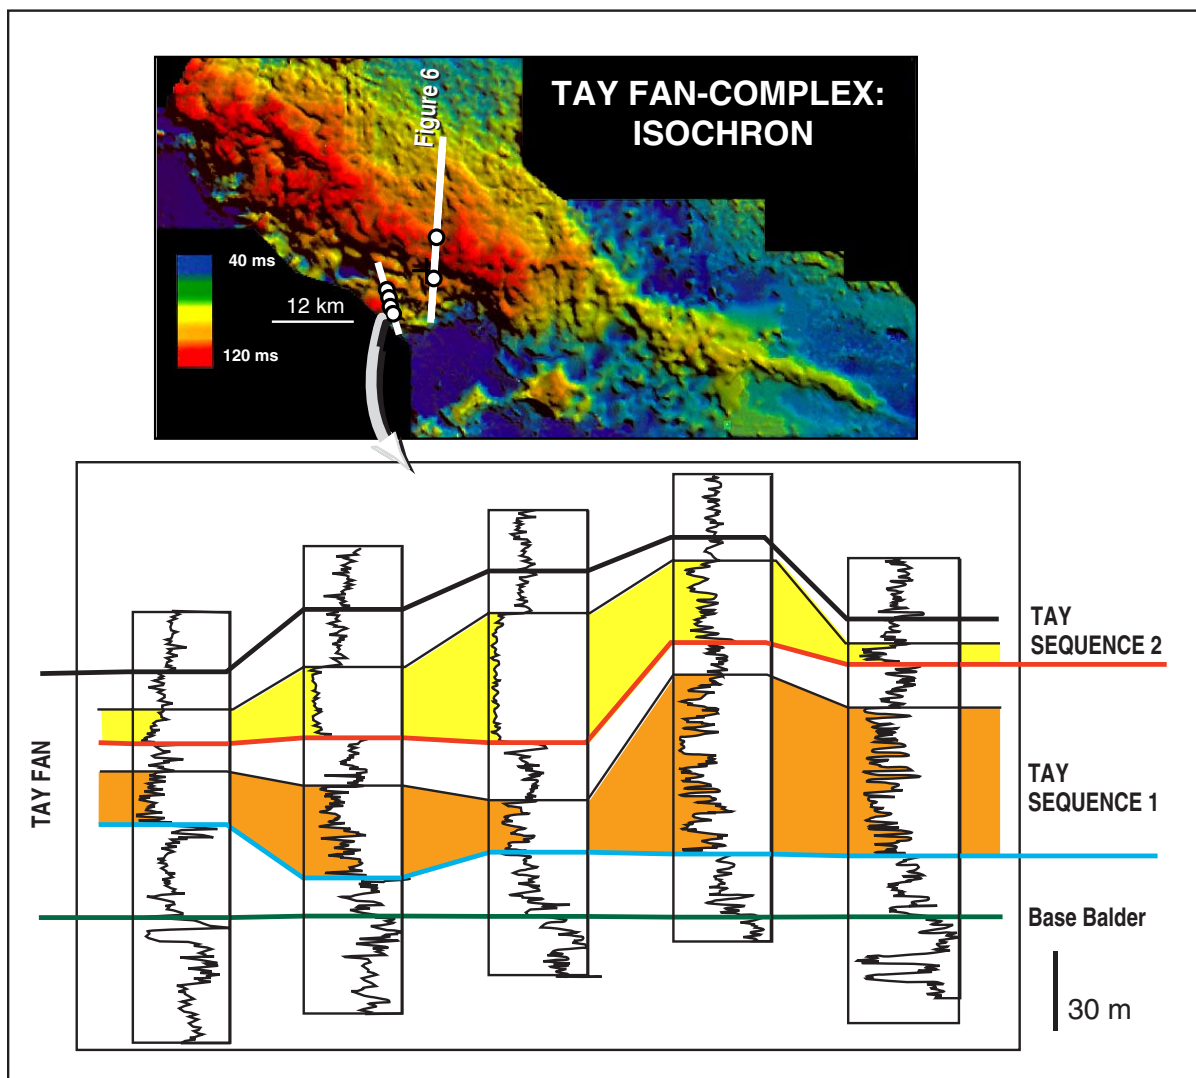 TAY FAN-COMPLEX:
ISOCHRON
Figure 6
40 ms
12 km
120 ms
TAY
SEQUENCE 2
TAY FAN
TAY
SEQUENCE 1
Base Balder
30 m